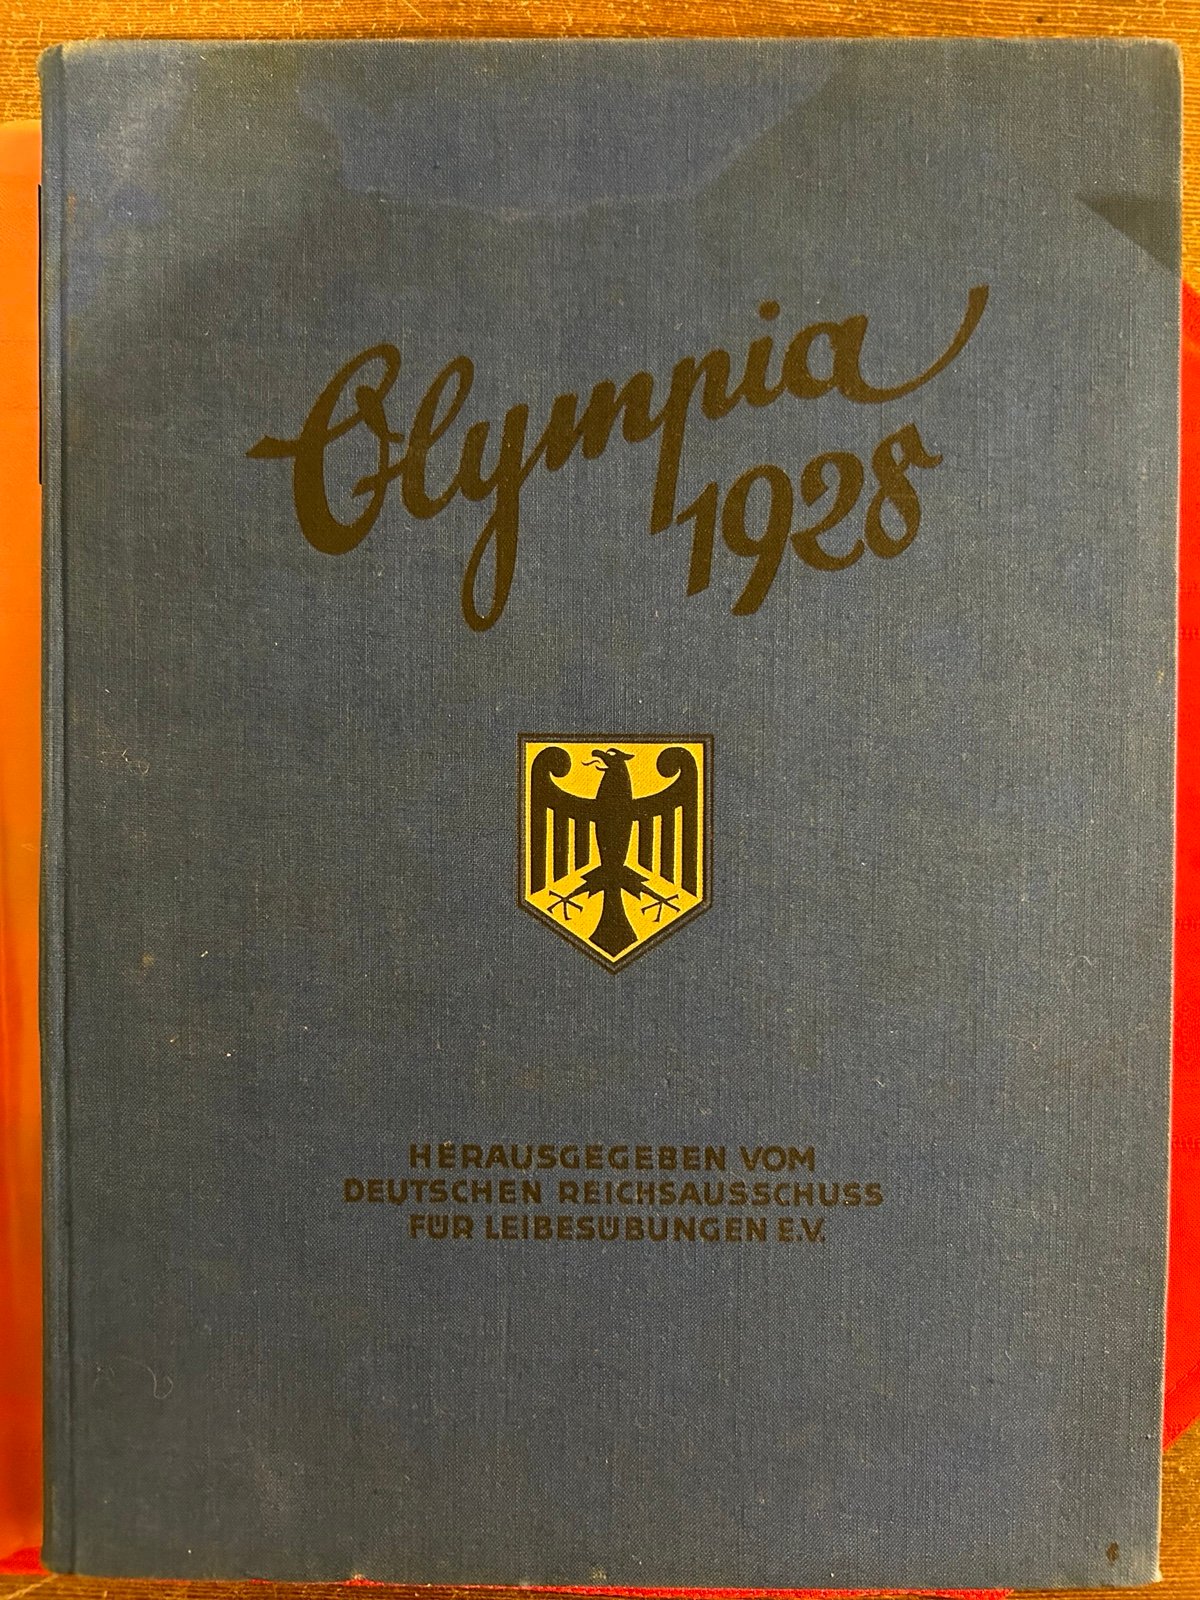 Olympia
1928
HERAUSGEGEBEN VOM
DEUTSCHEN REICHSAUSSCHUSS
FÜR LEIBESÜBUNGEN E.V.